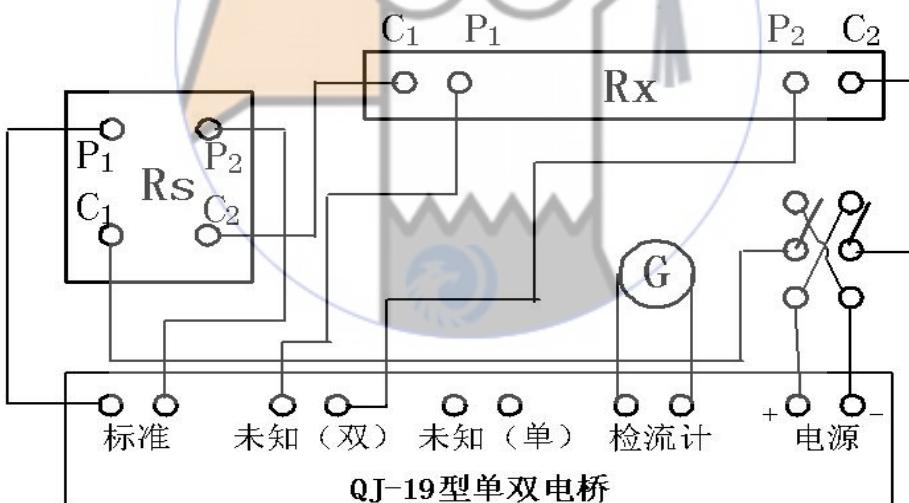 C₁ P₁ P₂ C₂
Rx
P₁ P₂
Rs
C₁ C₂
G
+ -
标准 未知（双） 未知（单） 检流计 电源
QJ-19型单双电桥